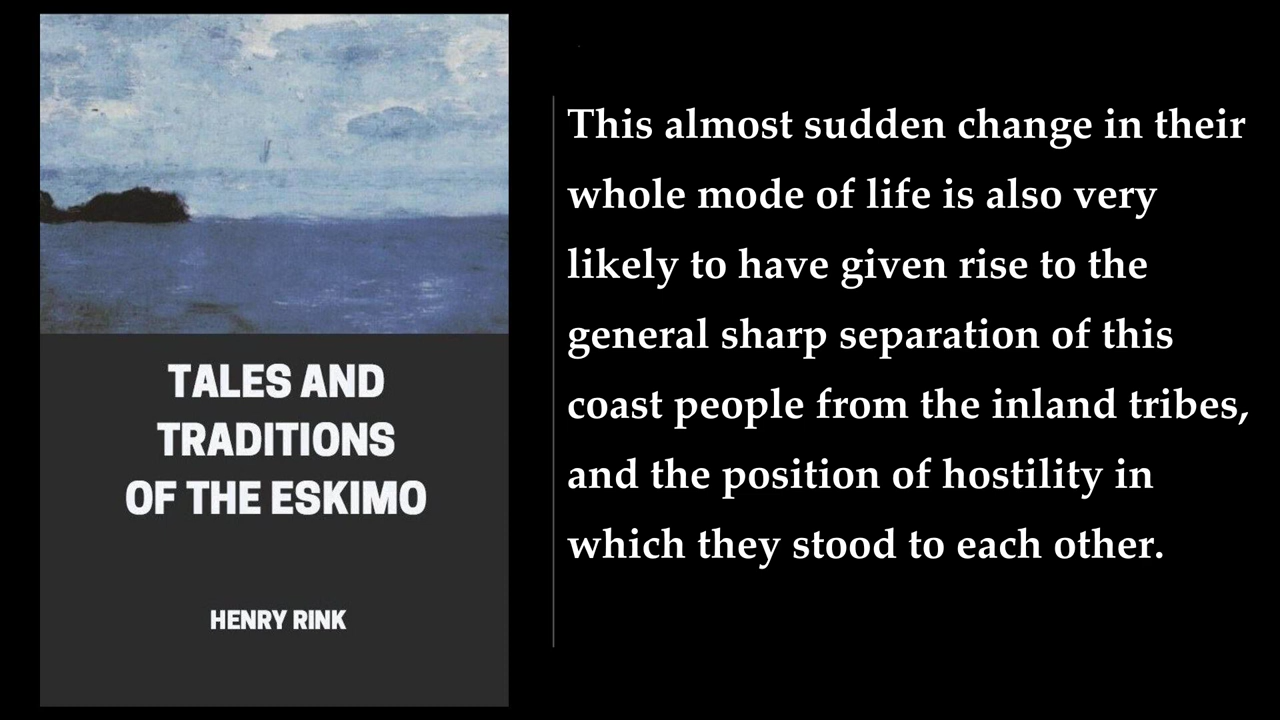 TALES AND
TRADITIONS
OF THE ESKIMO
HENRY RINK
This almost sudden change in their
whole mode of life is also very
likely to have given rise to the
general sharp separation of this
coast people from the inland tribes,
and the position of hostility in
which they stood to each other.